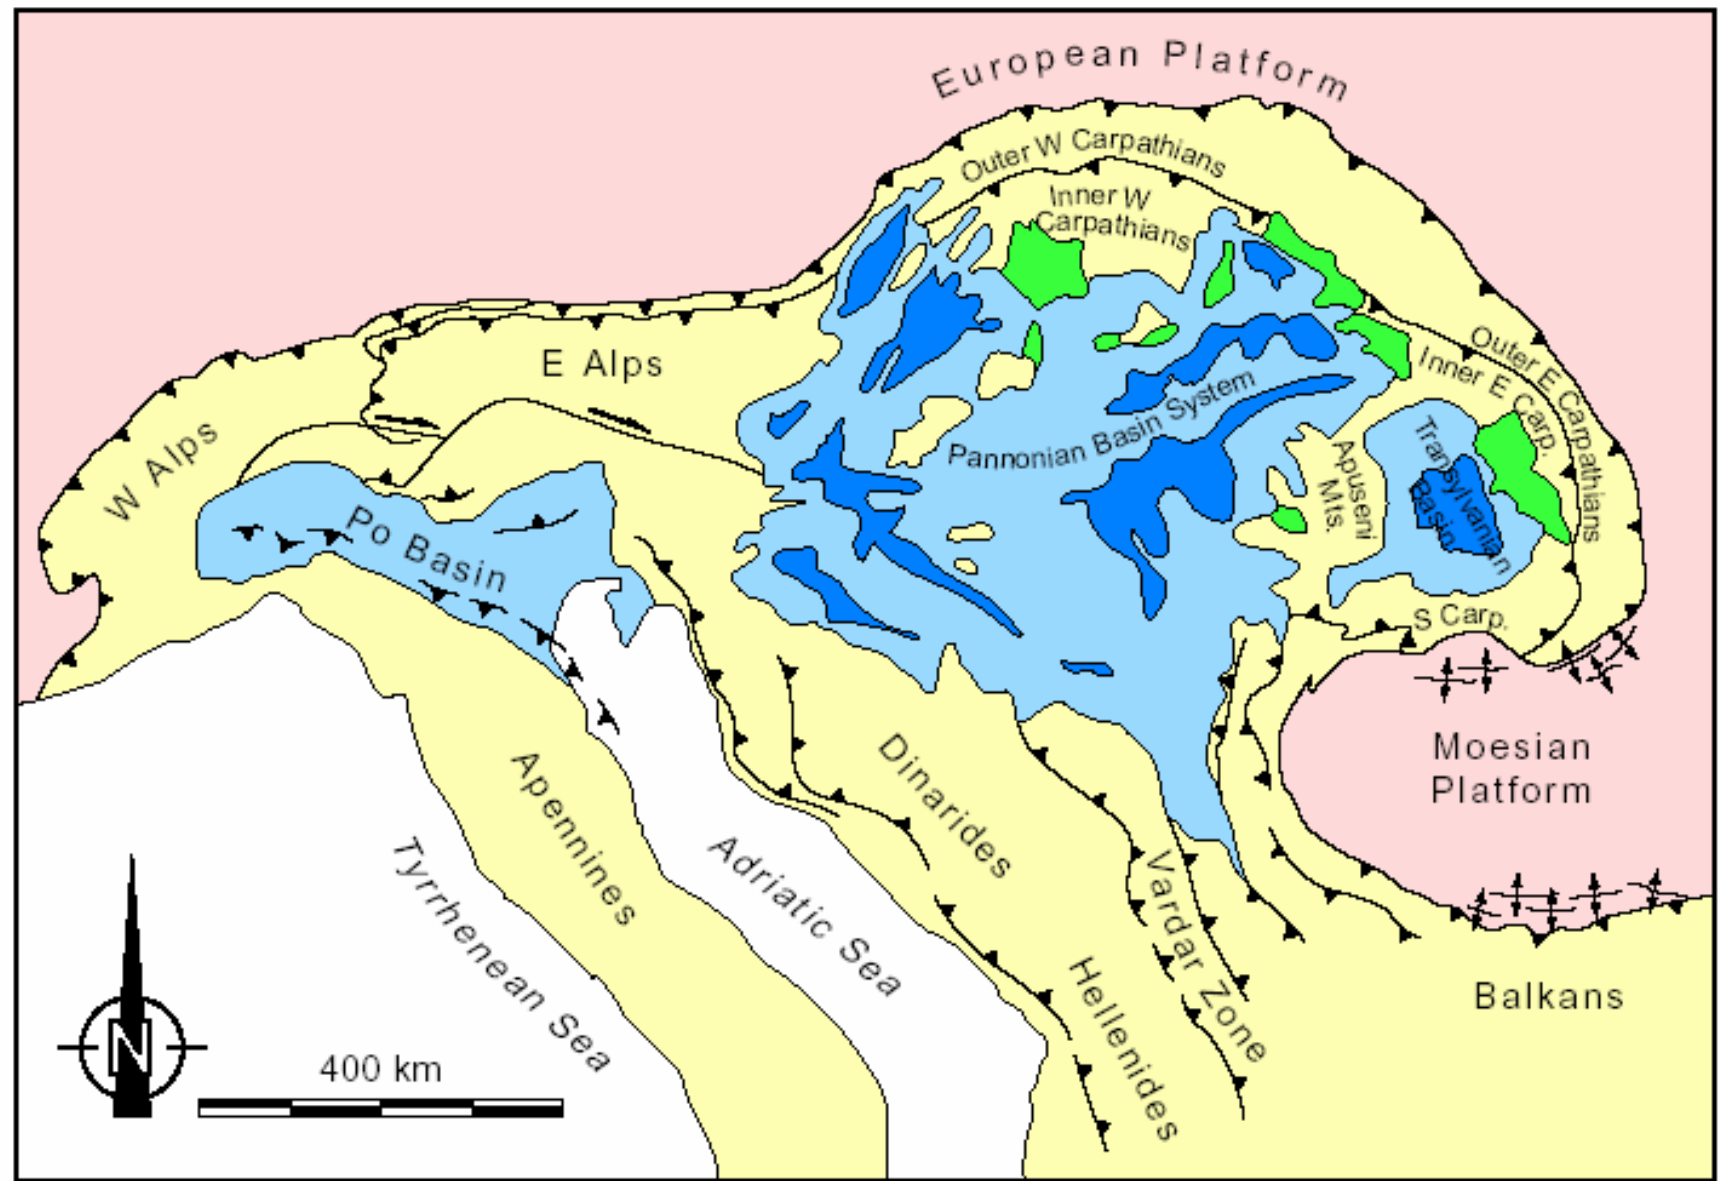 European Platform
Outer W Carpathians
Inner W
Carpathians
Outer E Carpathians
Inner E Carp.
E Alps
W Alps
Pannonian Basin System
Transylvanian
Basin
Apuseni
Mts.
Po Basin
S Carp.
Moesian
Platform
Dinarides
Apennines
Adriatic Sea
Tyrrhenean Sea
Vardar Zone
Hellenides
Balkans
N
400 km